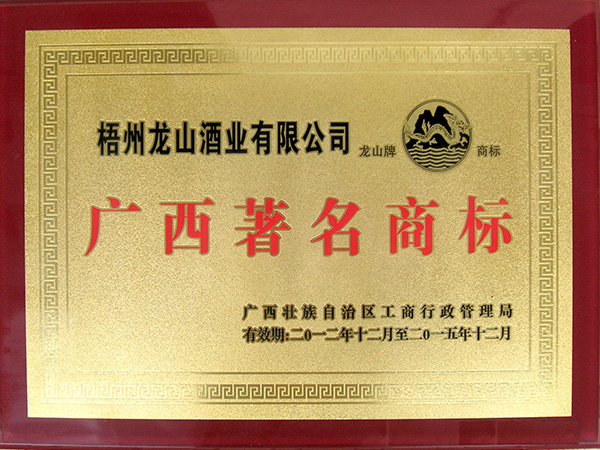 梧州龙山酒业有限公司 龙山牌 商标
广西著名商标
广西壮族自治区工商行政管理局
有效期:二〇一二年十二月至二〇一五年十二月